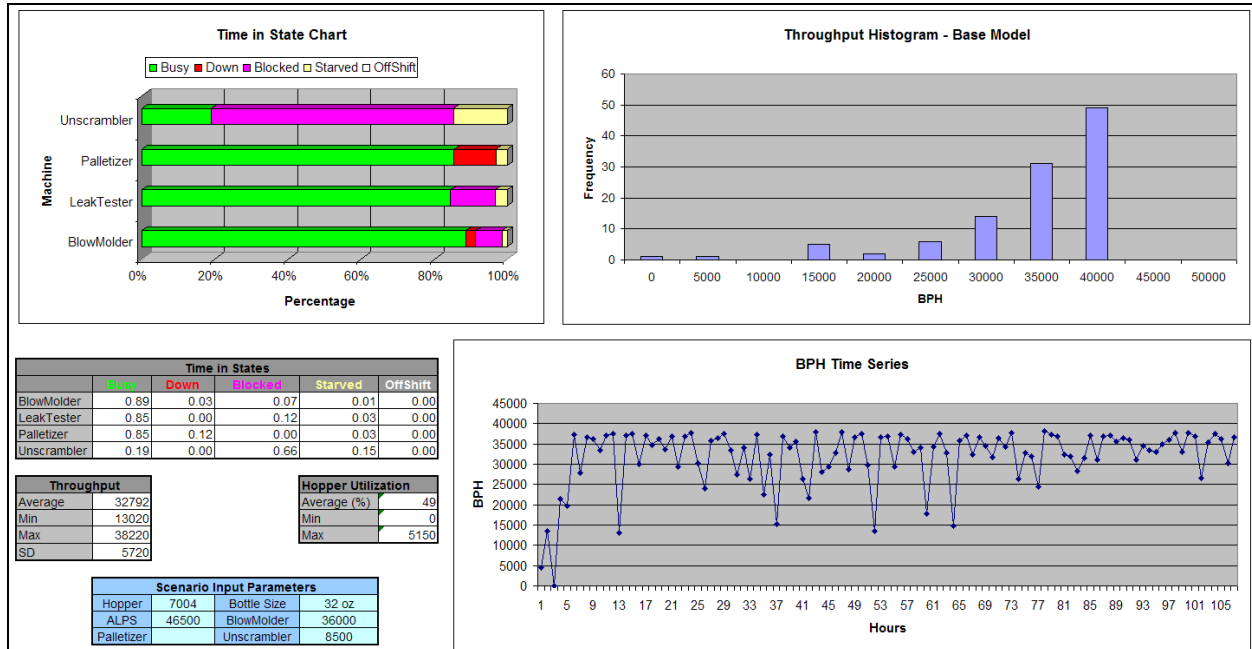 Time in State Chart
Busy Down Blocked Starved OffShift
Machine
Unscrambler
Palletizer
LeakTester
BlowMolder
0% 20% 40% 60% 80% 100%
Percentage
Throughput Histogram - Base Model
Frequency
60
50
40
30
20
10
0
0 5000 10000 15000 20000 25000 30000 35000 40000 45000 50000
BPH
Time in States
Busy Down Blocked Starved OffShift
BlowMolder 0.89 0.03 0.07 0.01 0.00
LeakTester 0.85 0.00 0.12 0.03 0.00
Palletizer 0.85 0.12 0.00 0.03 0.00
Unscrambler 0.19 0.00 0.66 0.15 0.00
Throughput
Average 32792
Min 13020
Max 38220
SD 5720
Hopper Utilization
Average (%) 49
Min 0
Max 5150
Scenario Input Parameters
Hopper 7004 Bottle Size 32 oz
ALPS 46500 BlowMolder 36000
Palletizer Unscrambler 8500
BPH Time Series
BPH
45000
40000
35000
30000
25000
20000
15000
10000
5000
0
1 5 9 13 17 21 25 29 33 37 41 45 49 53 57 61 65 69 73 77 81 85 89 93 97 101 105
Hours